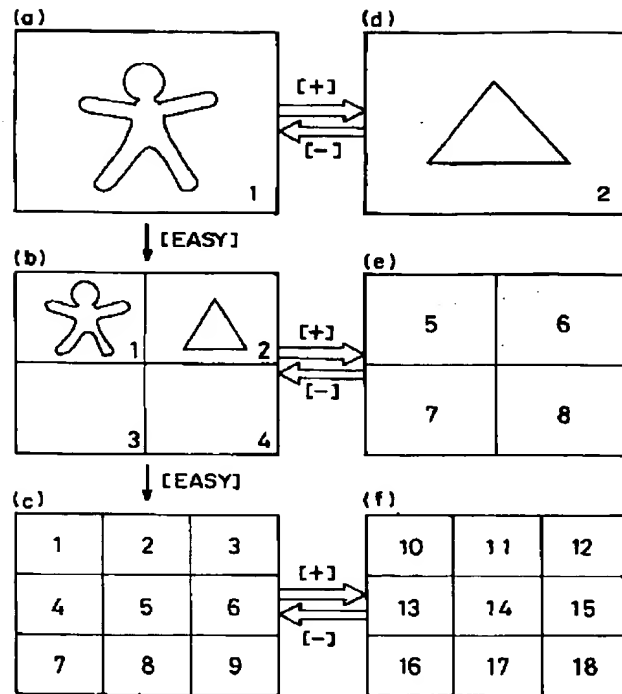 (a) (d)
[+]
[-]
1 2
[EASY]
(b) (e)
1 2 [+] 5 6
[-]
3 4 7 8
[EASY]
(c) (f)
1 2 3 10 11 12
[+]
4 5 6 13 14 15
[-]
7 8 9 16 17 18